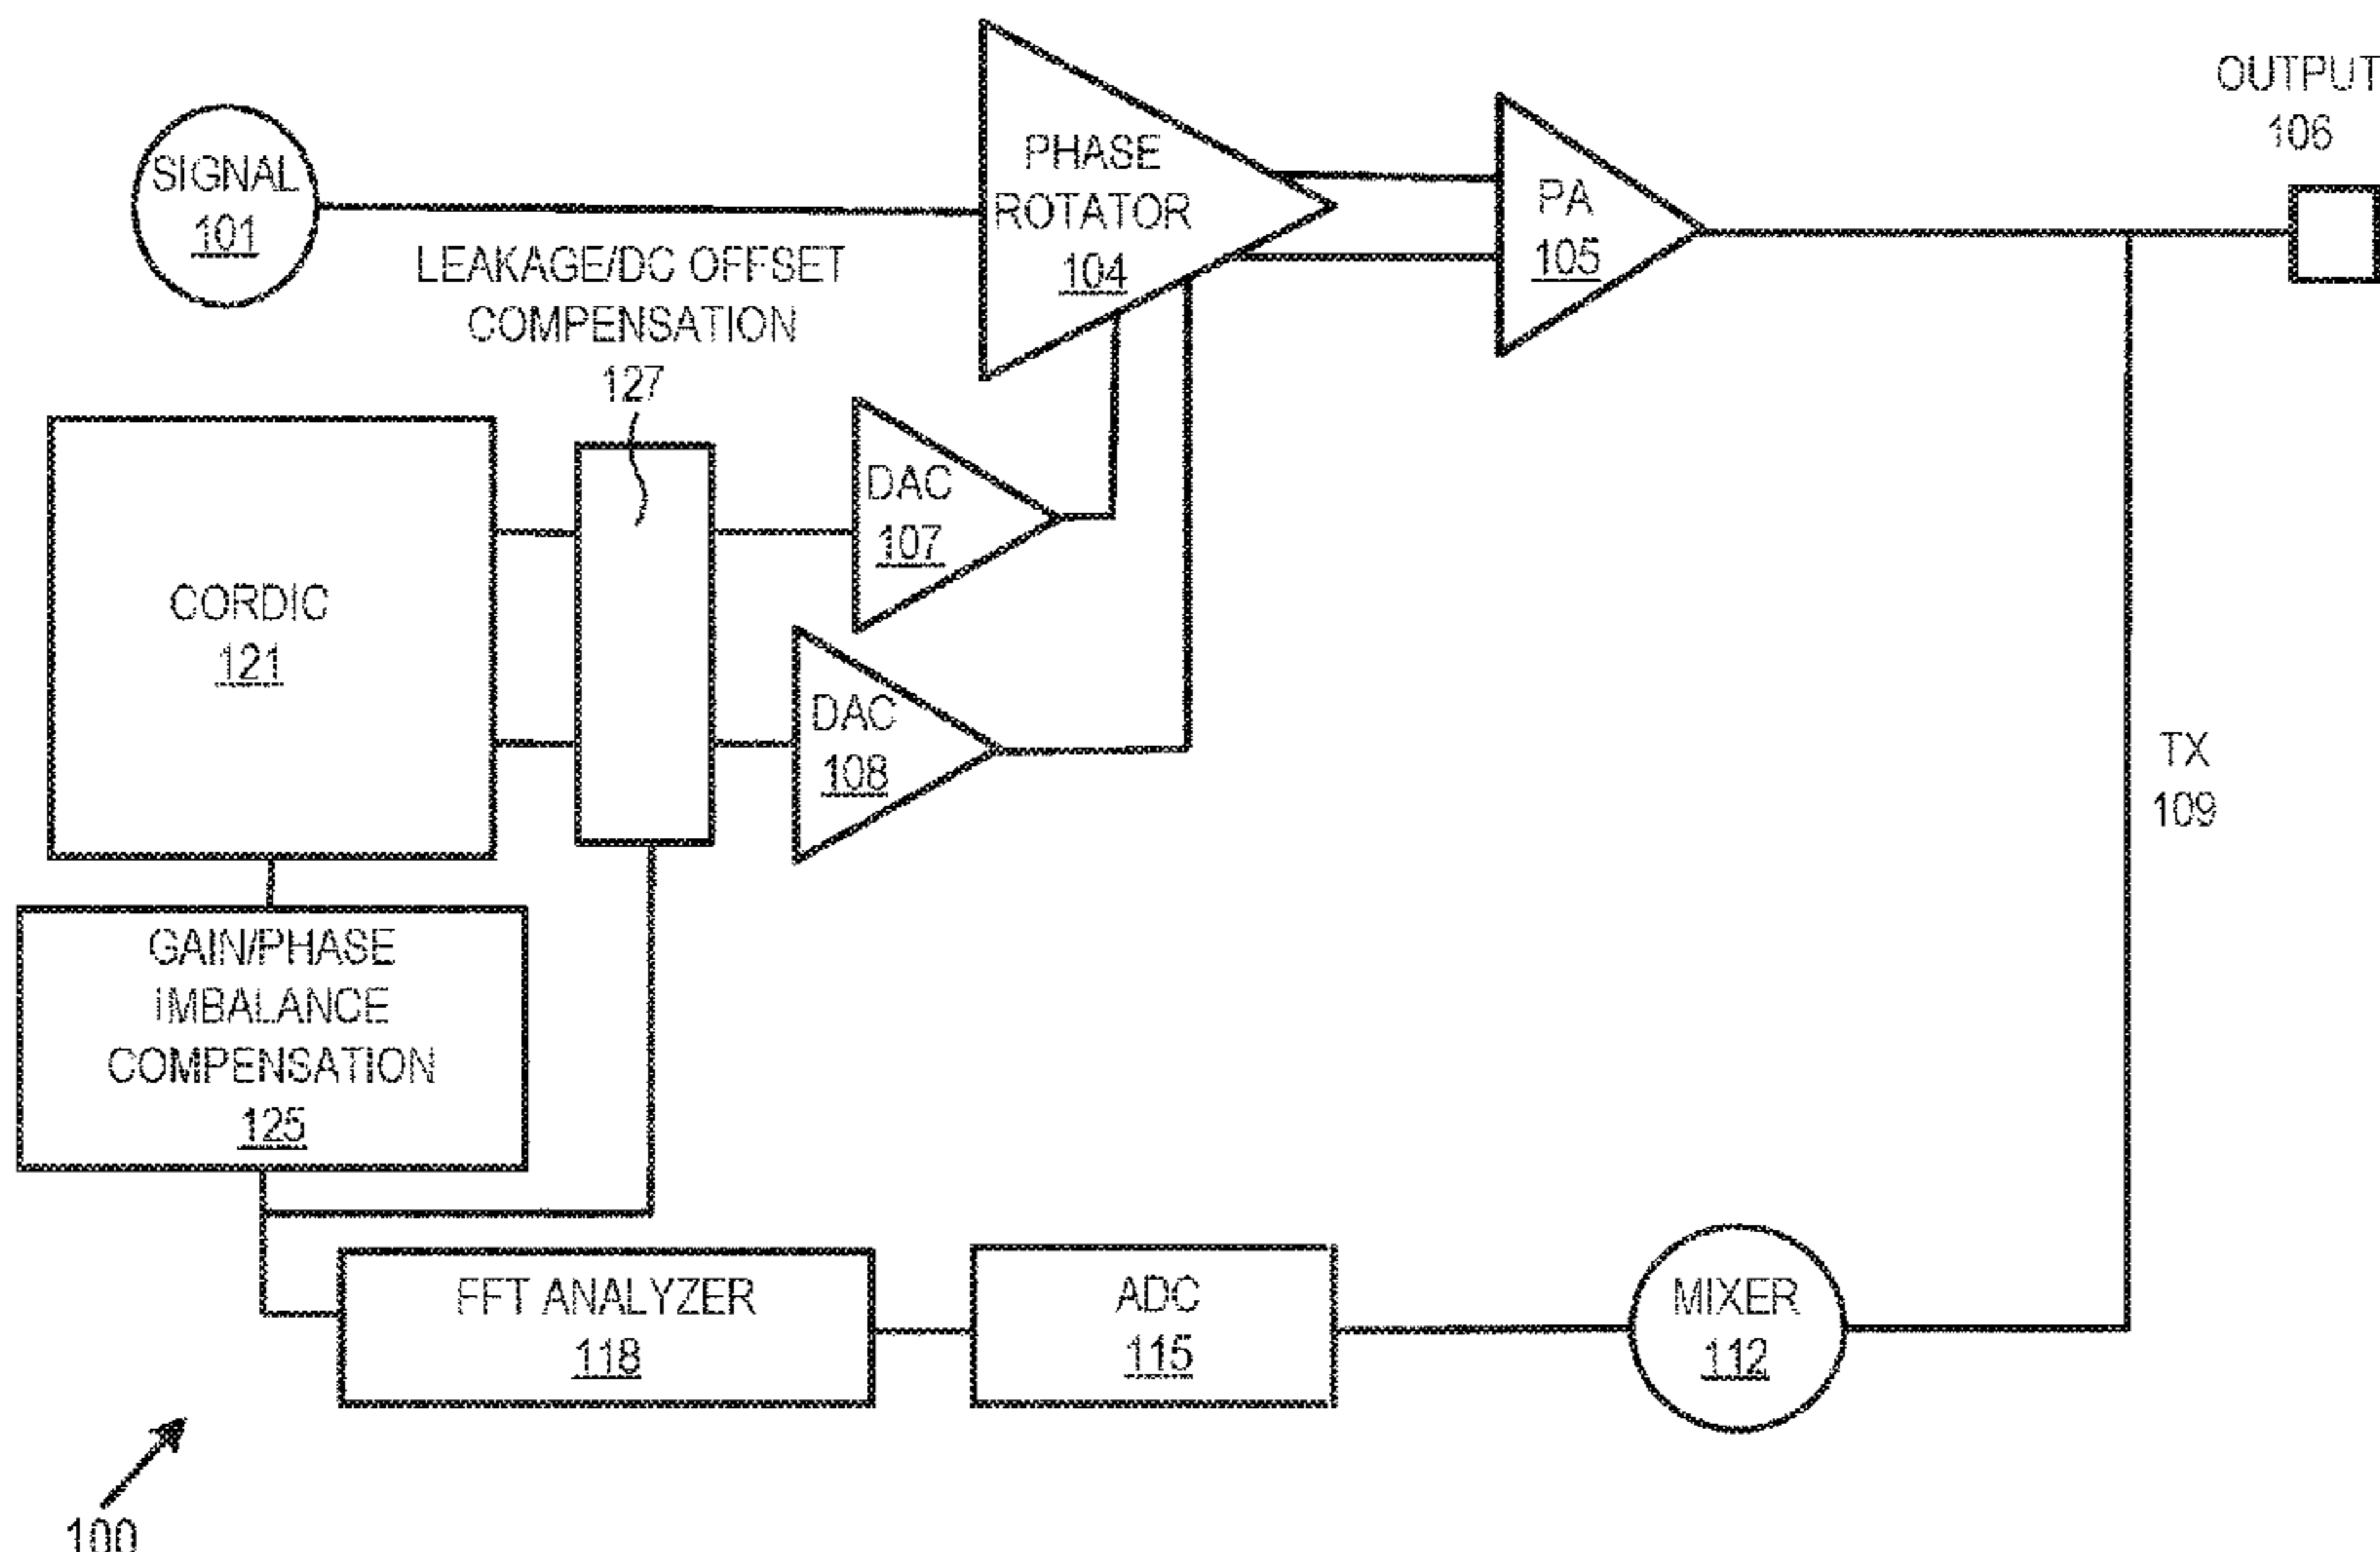 OUTPUT
106
SIGNAL
101
PHASE
ROTATOR
104
PA
105
LEAKAGE/DC OFFSET
COMPENSATION
127
DAC
107
CORDIC
121
DAC
108
TX
109
GAIN/PHASE
IMBALANCE
COMPENSATION
125
FFT ANALYZER
118
ADC
115
MIXER
112
100